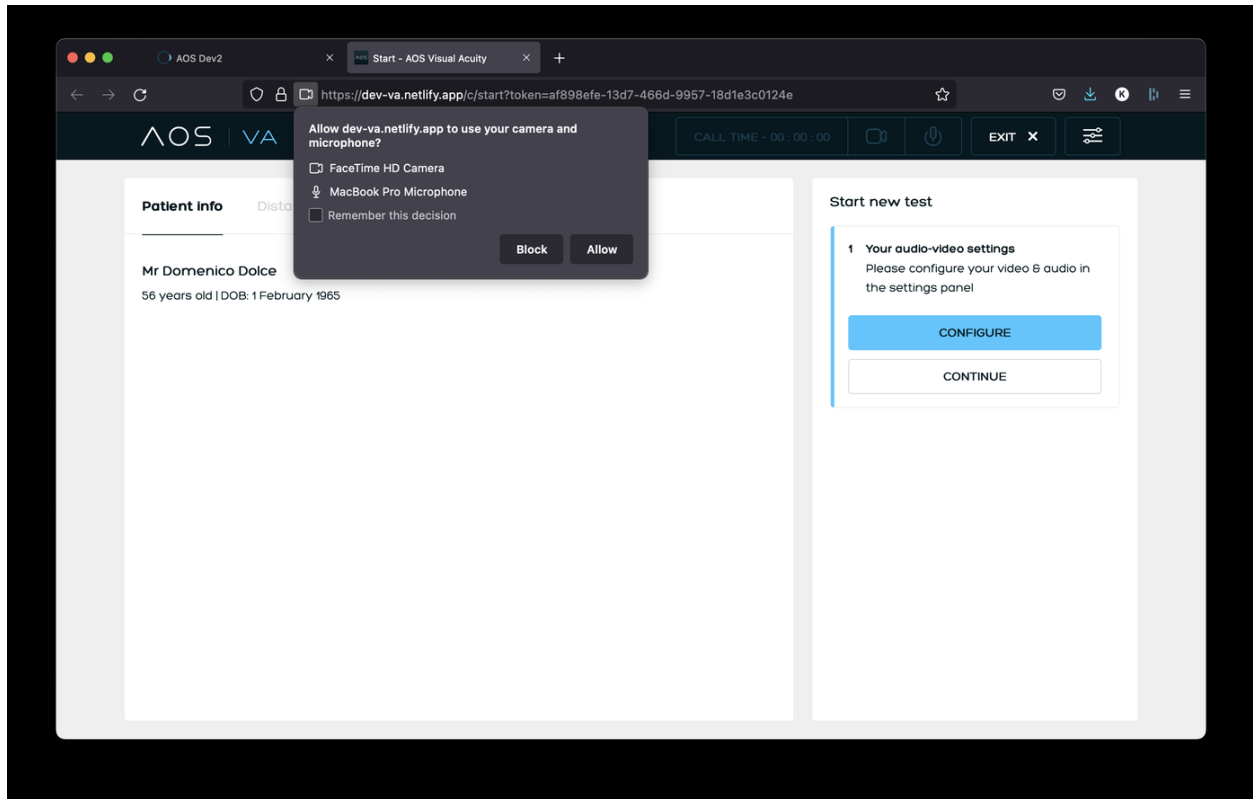 AOS Dev2
Start - AOS Visual Acuity
https://dev-va.netlify.app/c/start?token=af898efe-13d7-466d-9957-18d1e3c0124e
K
AOS | VA
CALL TIME - 00 : 00 : 00
EXIT X
Allow dev-va.netlify.app to use your camera and
microphone?
FaceTime HD Camera
MacBook Pro Microphone
Remember this decision
Block
Allow
Patient info
Dista
Mr Domenico Dolce
56 years old | DOB: 1 February 1965
Start new test
1 Your audio-video settings
Please configure your video & audio in
the settings panel
CONFIGURE
CONTINUE